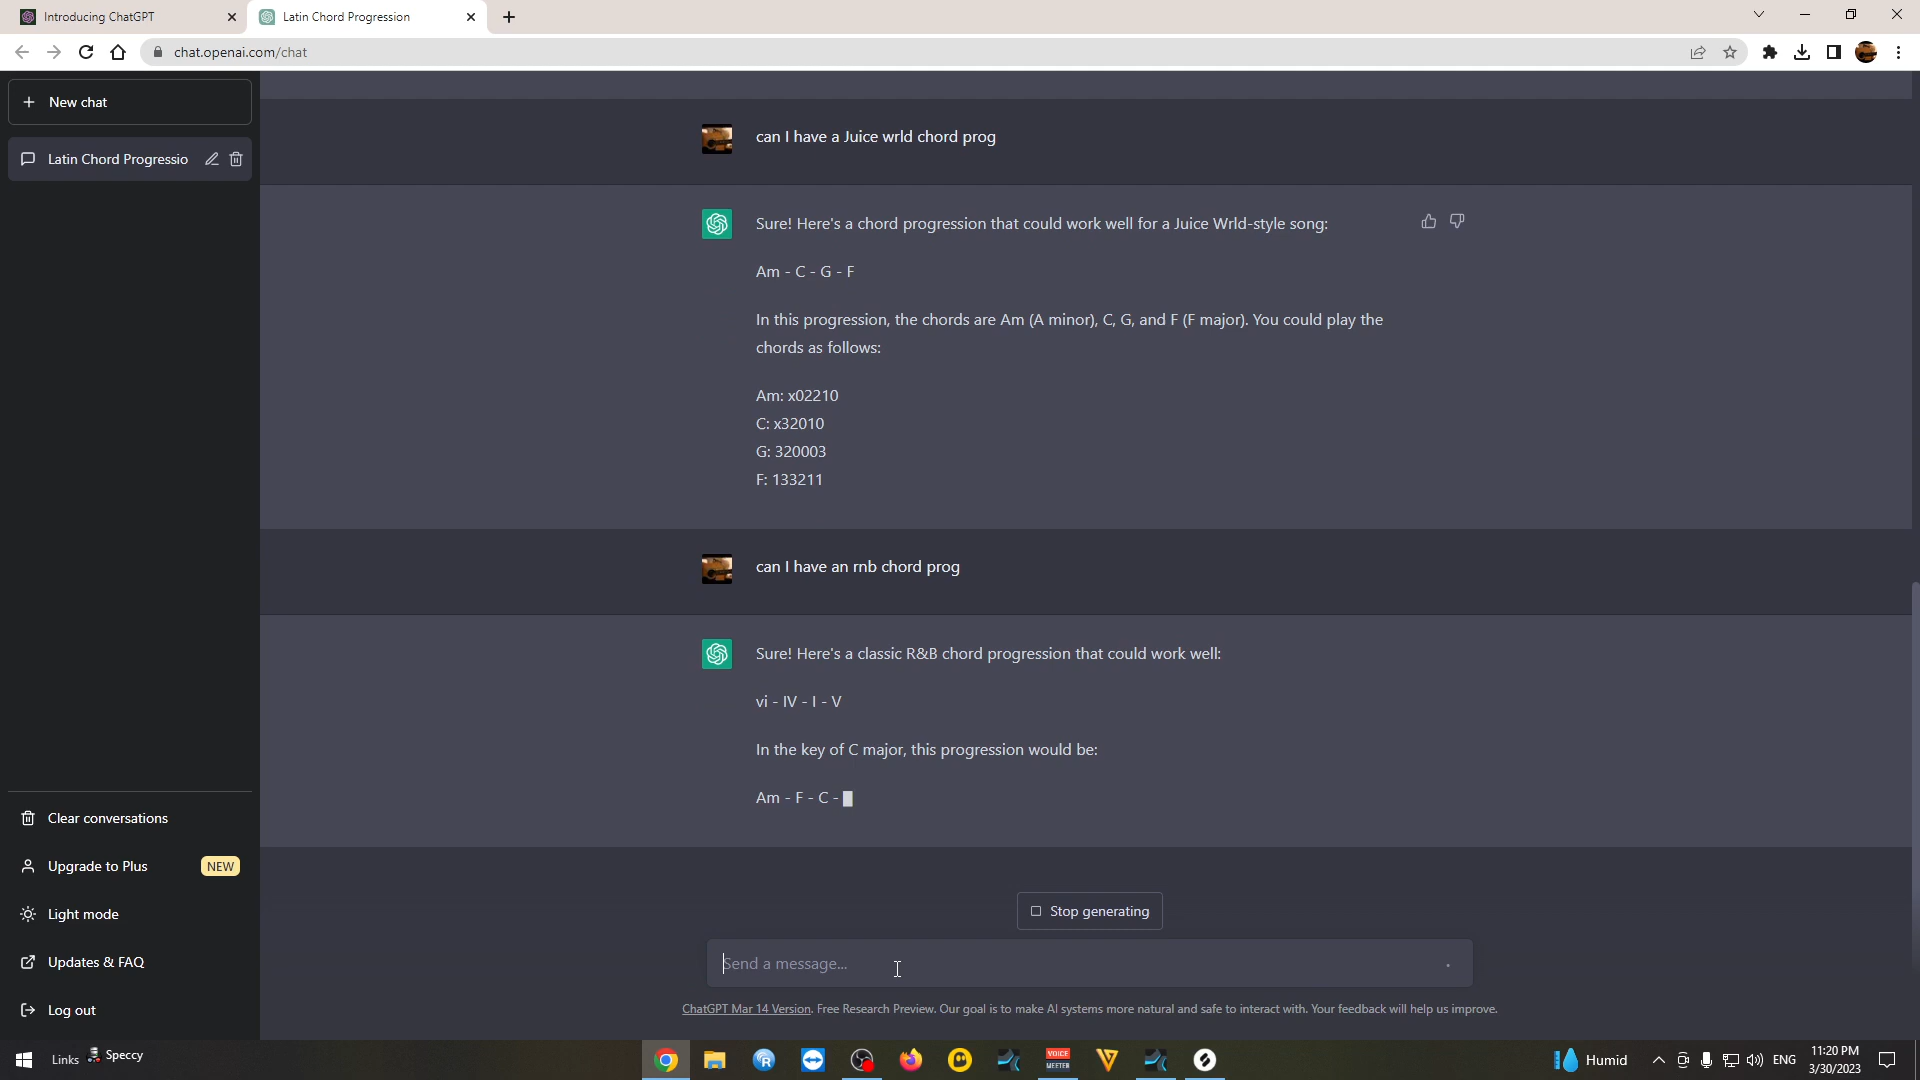 Introducing ChatGPT
Latin Chord Progression
chat.openai.com/chat
New chat
Latin Chord Progressio
can I have a Juice wrld chord prog
Sure! Here's a chord progression that could work well for a Juice Wrld-style song:
Am - C - G - F
In this progression, the chords are Am (A minor), C, G, and F (F major). You could play the
chords as follows:
Am: x02210
C: x32010
G: 320003
F: 133211
can I have an rnb chord prog
Sure! Here's a classic R&B chord progression that could work well:
vi - IV - I - V
In the key of C major, this progression would be:
Am - F - C -
Clear conversations
Upgrade to Plus NEW
Light mode
Updates & FAQ
Log out
Stop generating
Send a message...
ChatGPT Mar 14 Version. Free Research Preview. Our goal is to make AI systems more natural and safe to interact with. Your feedback will help us improve.
Links
Speccy
R
VOICE
MEETER
Humid
ENG
11:20 PM
3/30/2023